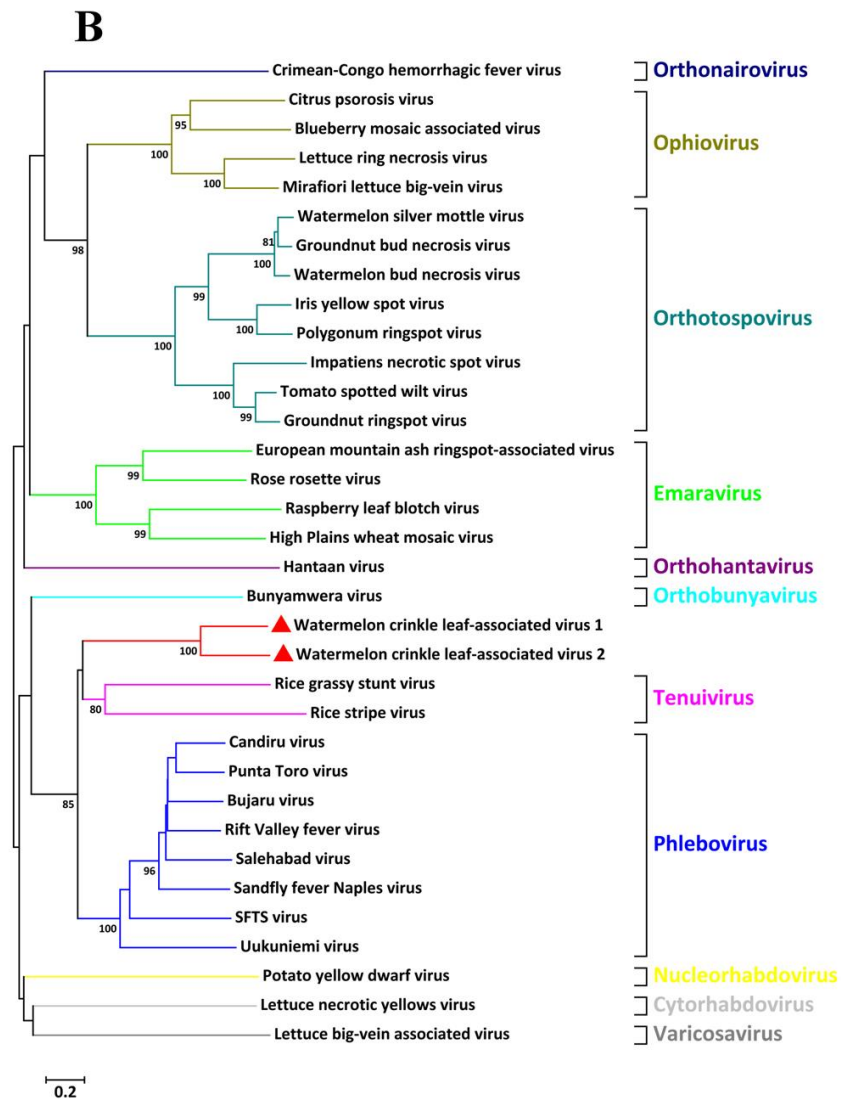 B
Crimean-Congo hemorrhagic fever virus
Orthonairovirus
Citrus psorosis virus
95
Blueberry mosaic associated virus
Ophiovirus
100
Lettuce ring necrosis virus
100
Mirafiori lettuce big-vein virus
Watermelon silver mottle virus
81
Groundnut bud necrosis virus
98
100
Watermelon bud necrosis virus
99
Iris yellow spot virus
Orthotospovirus
100
Polygonum ringspot virus
100
Impatiens necrotic spot virus
100
Tomato spotted wilt virus
99
Groundnut ringspot virus
European mountain ash ringspot-associated virus
99
Rose rosette virus
Emaravirus
100
Raspberry leaf blotch virus
99
High Plains wheat mosaic virus
Hantaan virus
Orthohantavirus
Bunyamwera virus
Orthobunyavirus
Watermelon crinkle leaf-associated virus 1
100
Watermelon crinkle leaf-associated virus 2
Rice grassy stunt virus
Tenuivirus
80
Rice stripe virus
Candiru virus
Punta Toro virus
85
Bujaru virus
Rift Valley fever virus
Phlebovirus
Salehabad virus
96
Sandfly fever Naples virus
SFTS virus
100
Uukuniemi virus
Potato yellow dwarf virus
Nucleorhabdovirus
Lettuce necrotic yellows virus
Cytorhabdovirus
Lettuce big-vein associated virus
Varicosavirus
0.2